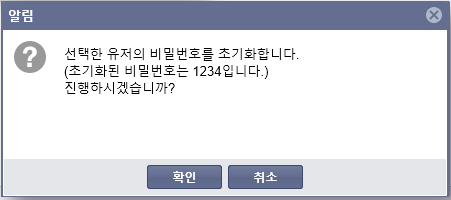 알림
선택한 유저의 비밀번호를 초기화합니다.
(초기화된 비밀번호는 1234입니다.)
진행하시겠습니까?
확인
취소